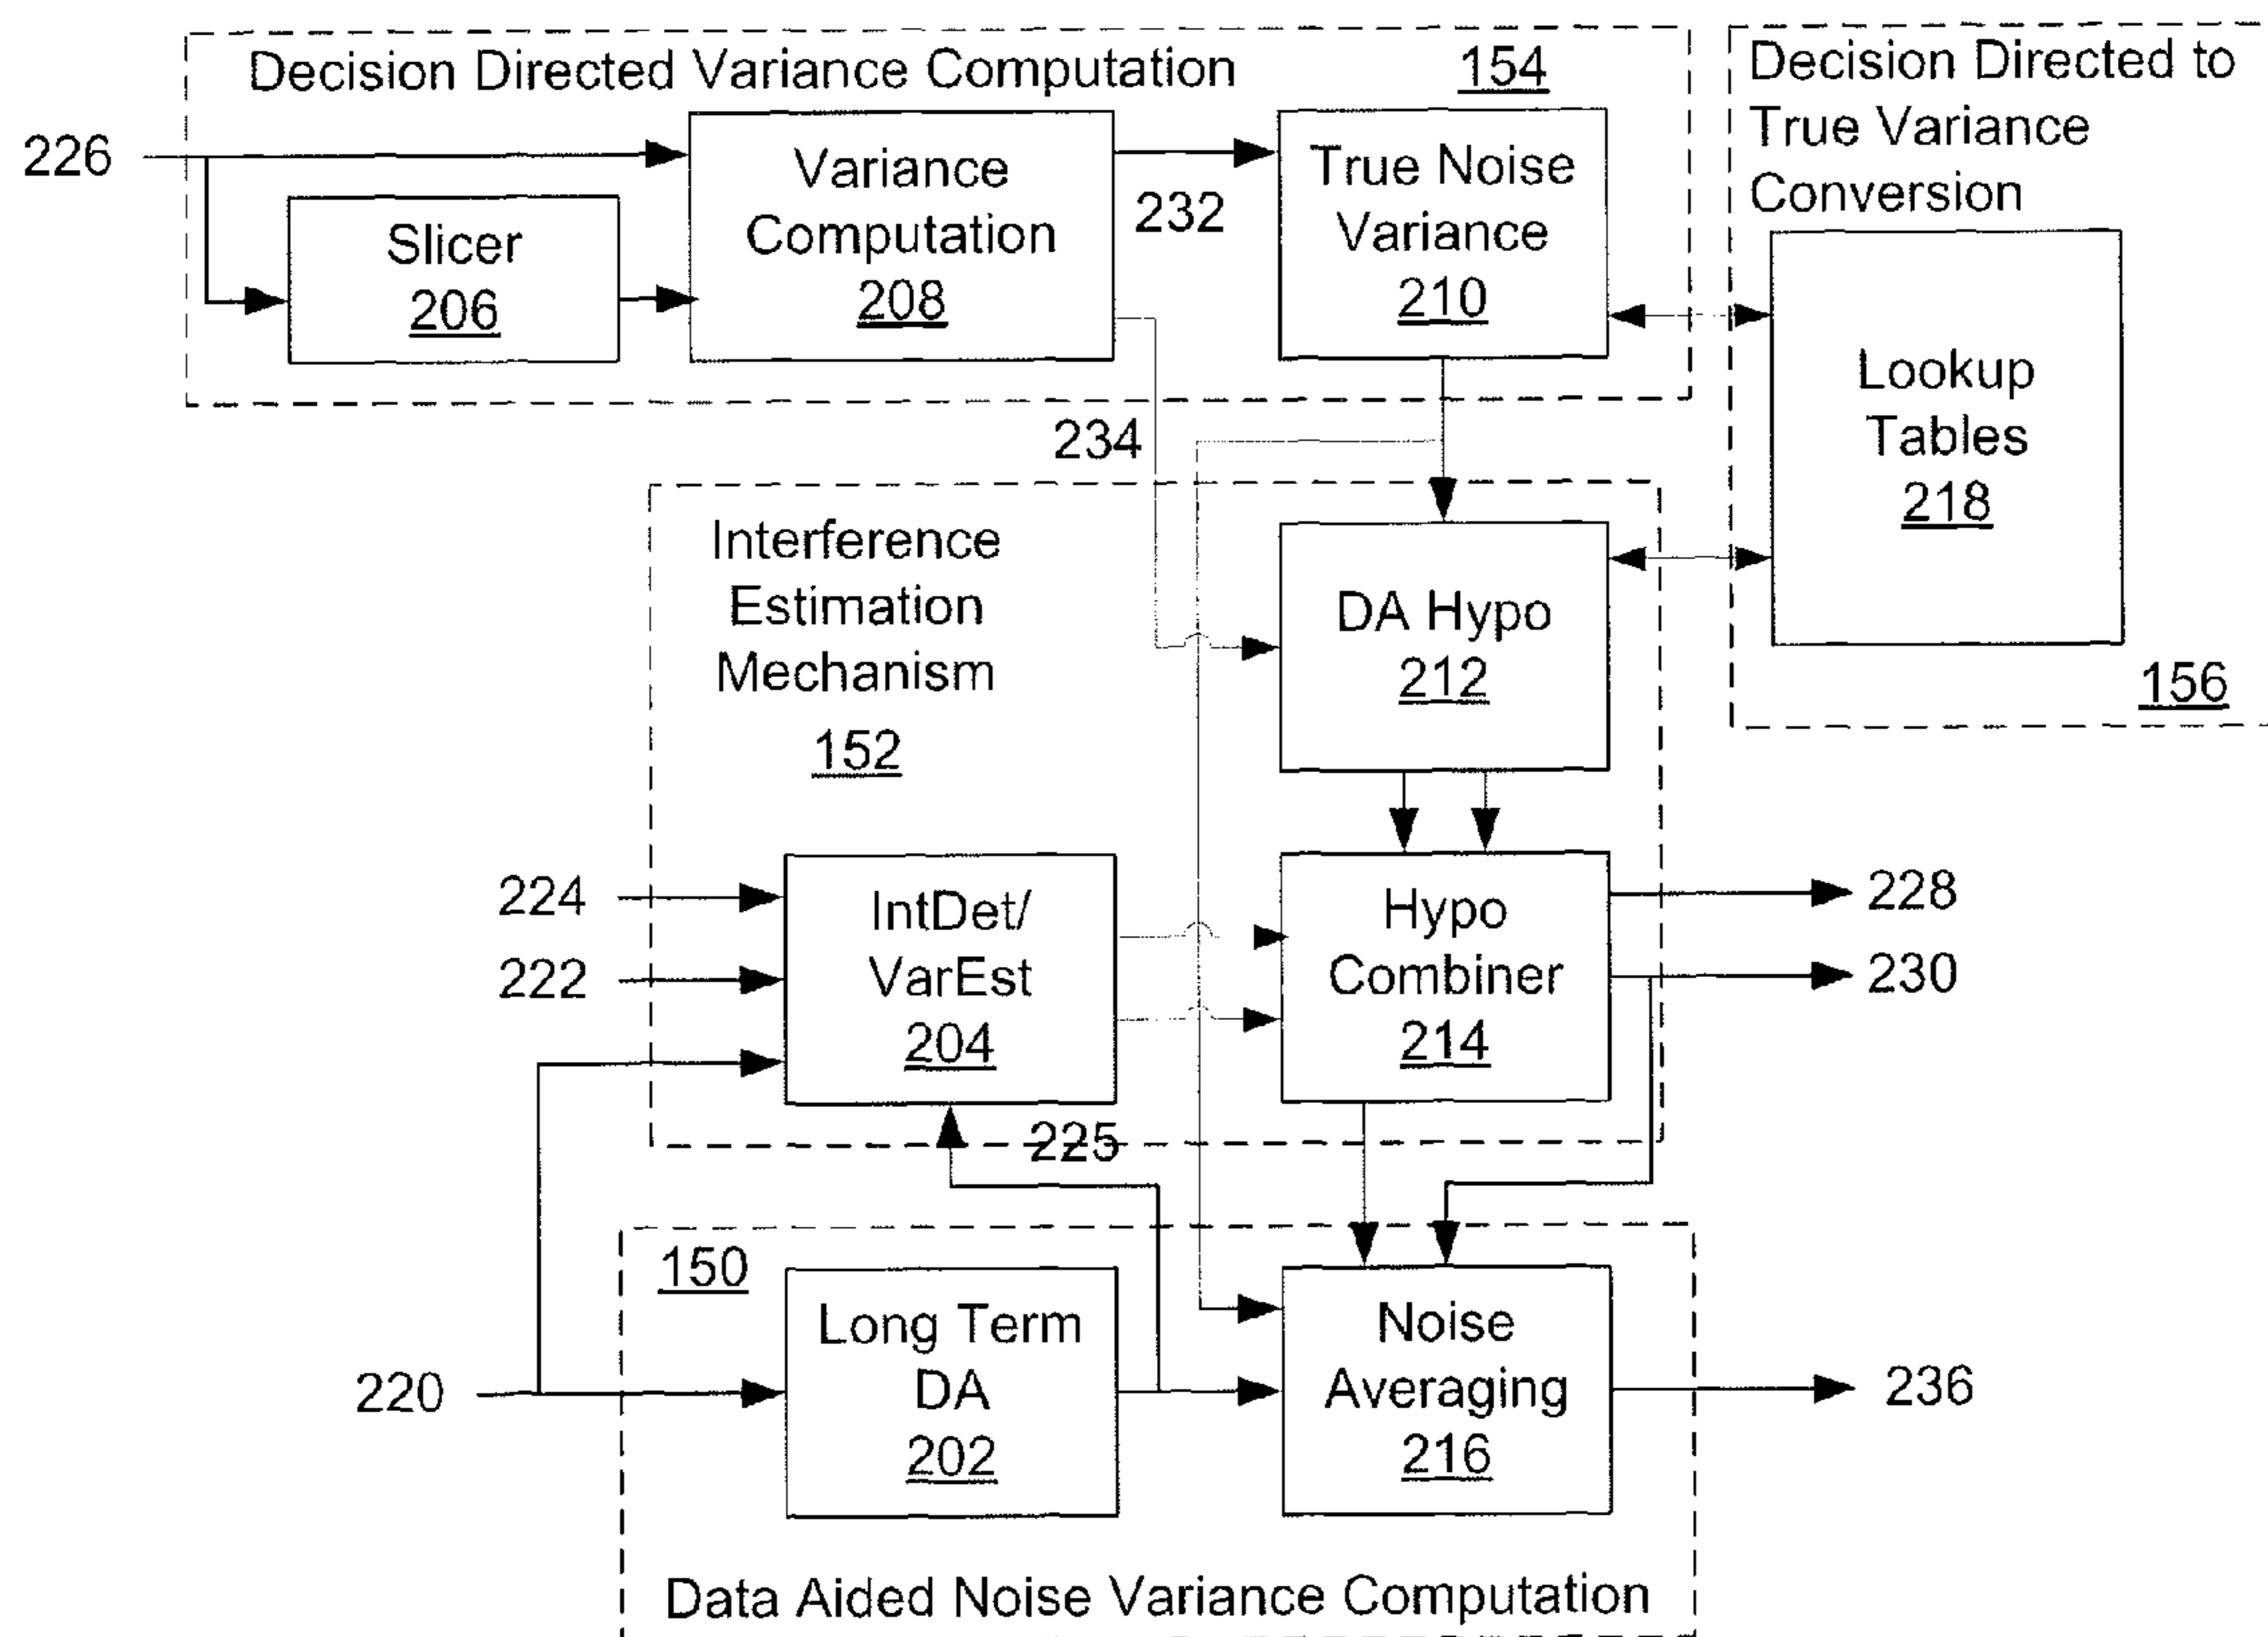 Decision Directed Variance Computation
154
Decision Directed to
True Variance
Conversion
226
Variance
Computation
208
232
True Noise
Variance
210
Slicer
206
Lookup
Tables
218
156
234
Interference
Estimation
Mechanism
152
DA Hypo
212
224
222
IntDet/
VarEst
204
Hypo
Combiner
214
228
230
225
150
220
Long Term
DA
202
Noise
Averaging
216
236
Data Aided Noise Variance Computation